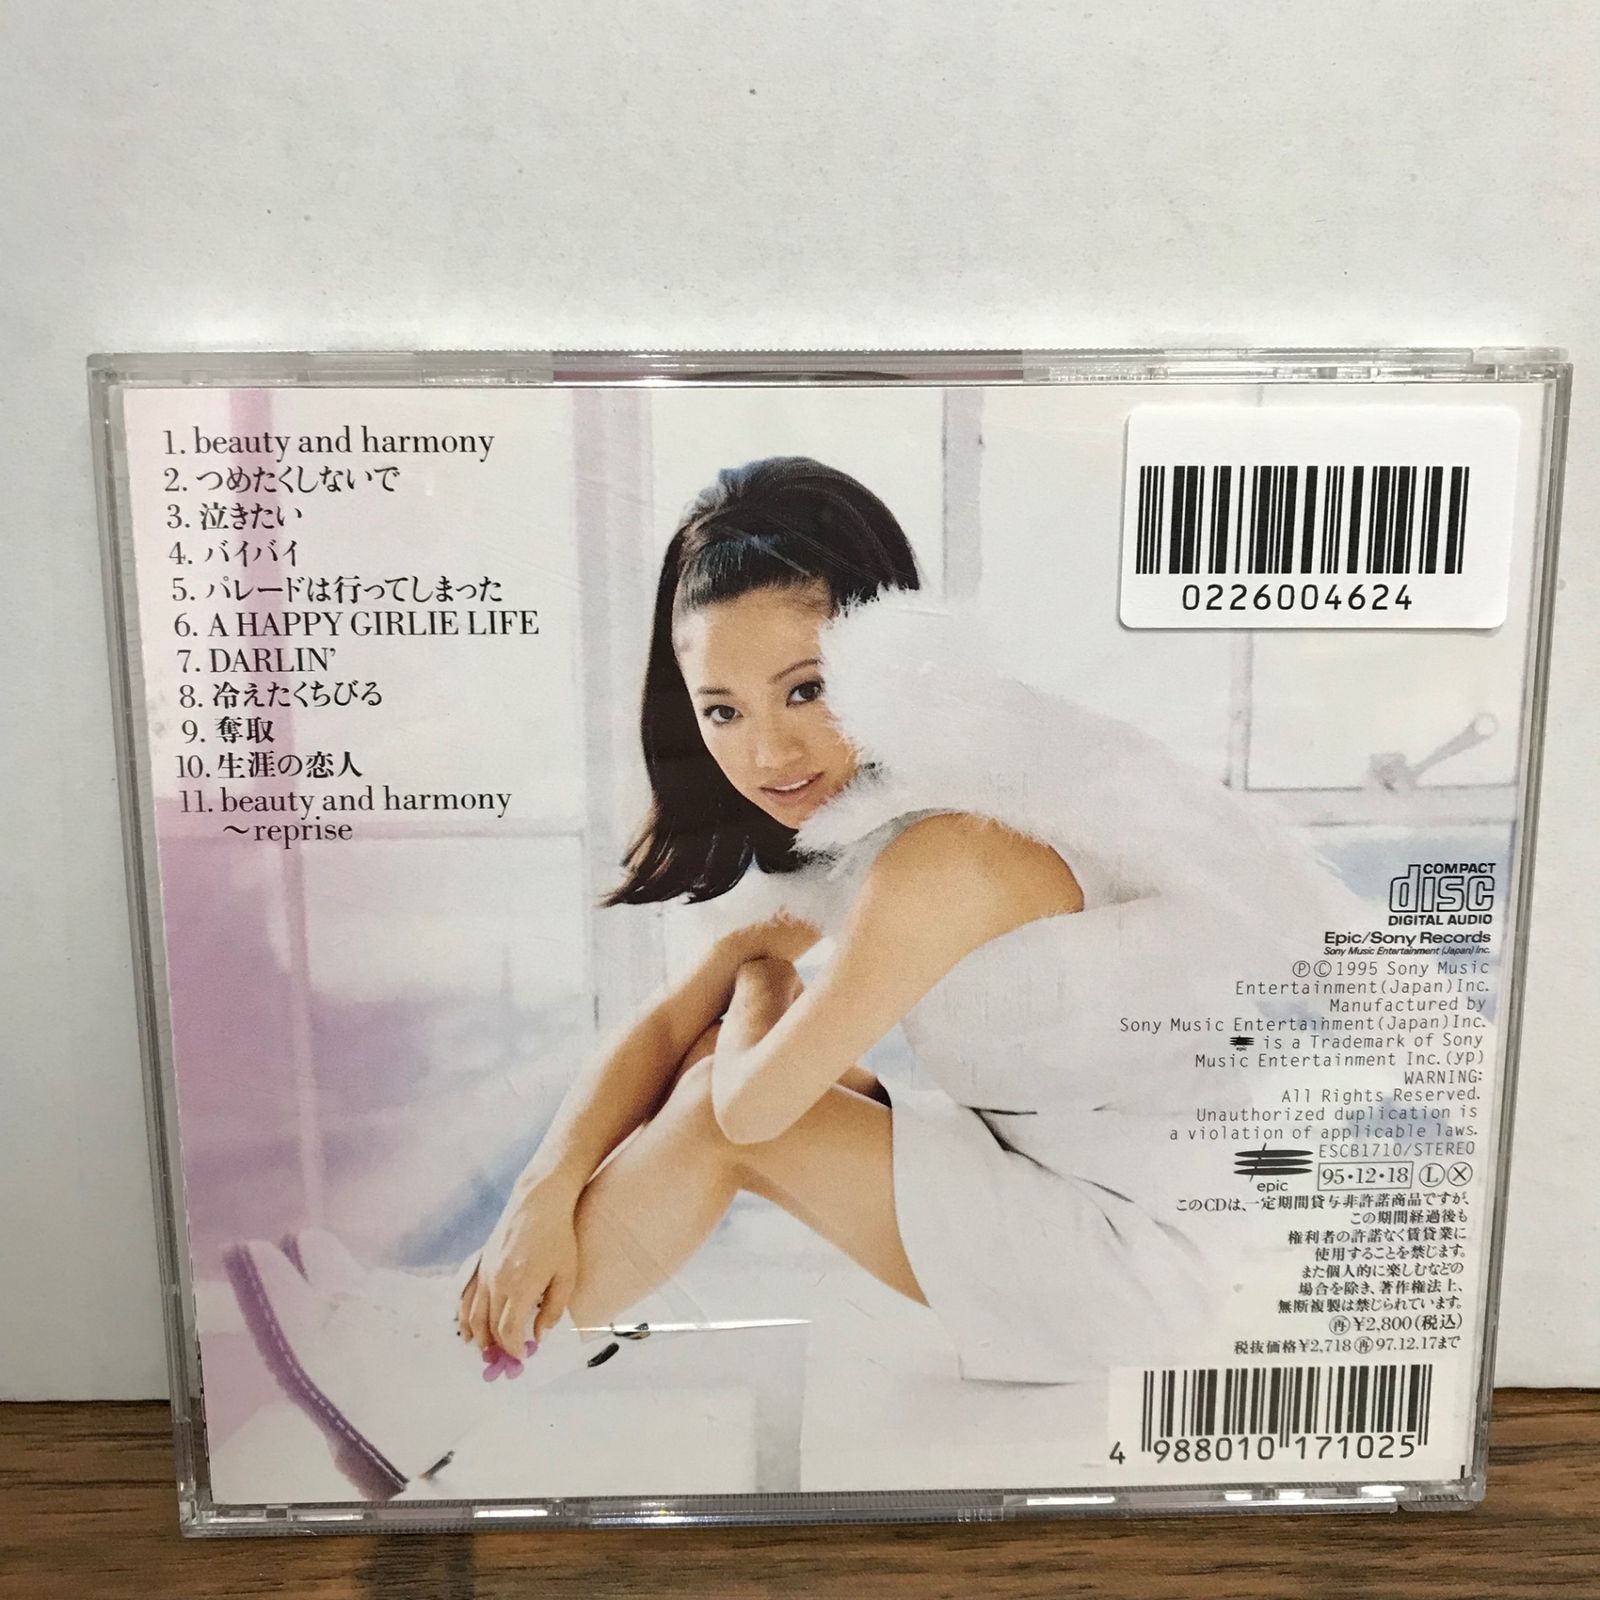 1. beauty and harmony
2. つめたくしないで
3. 泣きたい
4. バイバイ
5. パレードは行ってしまった
6. A HAPPY GIRLIE LIFE
7. DARLIN’
8. 冷えたくちびる
9. 奪取
10. 生涯の恋人
11. beauty and harmony
～reprise
0226004624
COMPACT
disc
DIGITAL AUDIO
Epic/Sony Records
Sony Music Entertainment (Japan) Inc.
ⓅⒸ1995 Sony Music
Entertainment(Japan)Inc.
Manufactured by
Sony Music Entertainment(Japan)Inc.
epic is a Trademark of Sony
Music Entertainment Inc.(yp)
WARNING:
All Rights Reserved.
Unauthorized duplication is
a violation of applicable laws.
ESCB1710/STEREO
epic 95・12・18 ⓁⓍ
このCDは、一定期間貸与非許諾商品ですが、
この期間経過後も
権利者の許諾なく賃貸業に
使用することを禁じます。
また個人的に楽しむなどの
場合を除き、著作権法上、
無断複製は禁じられています。
㊢¥2,800(税込)
税抜価格¥2,718再97.12.17まで
4 988010 171025